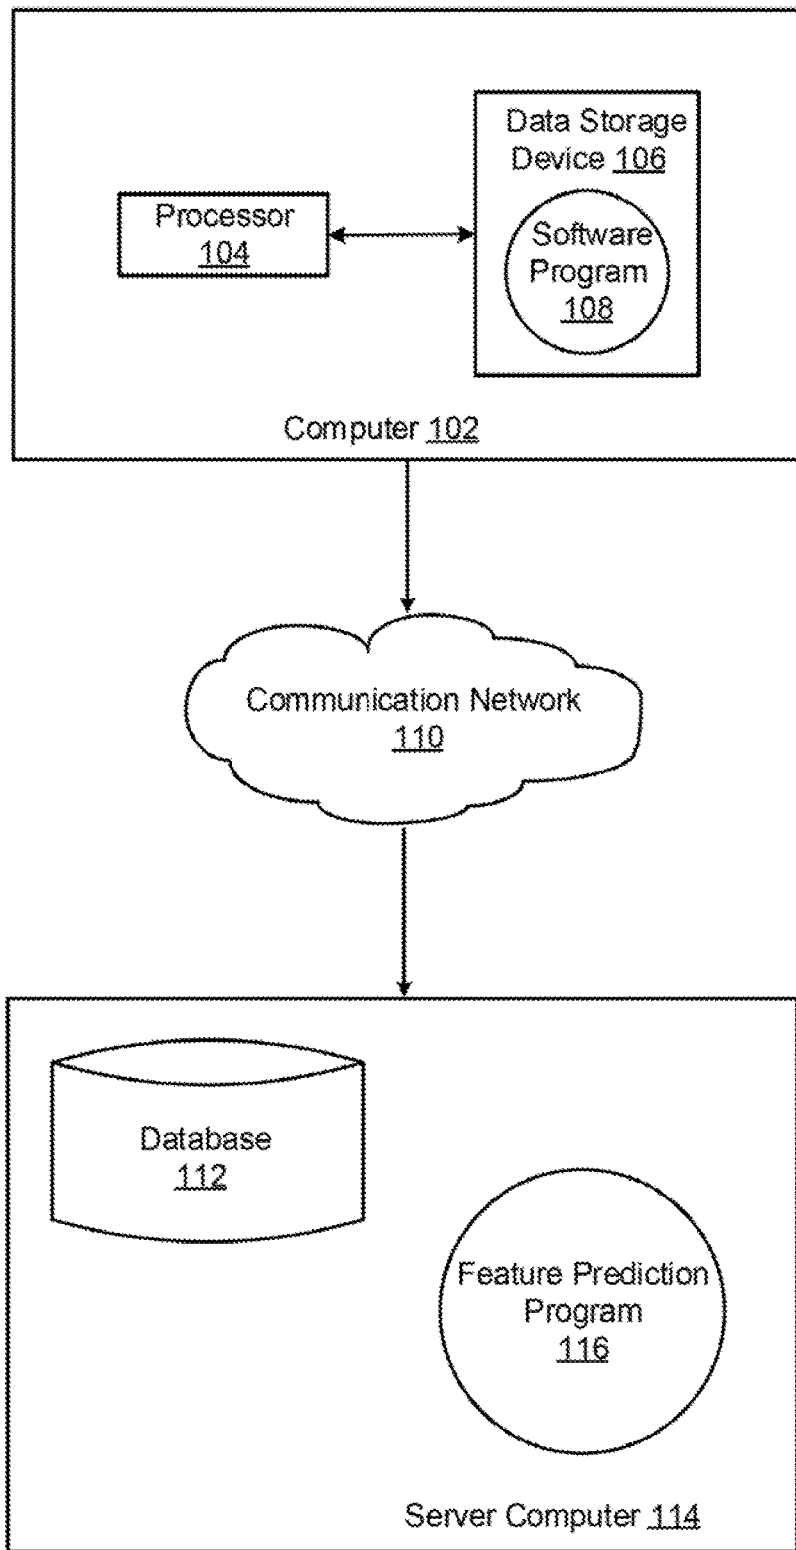 Data Storage
Device 106
Processor
104
Software
Program
108
Computer 102
Communication Network
110
Database
112
Feature Prediction
Program
116
Server Computer 114